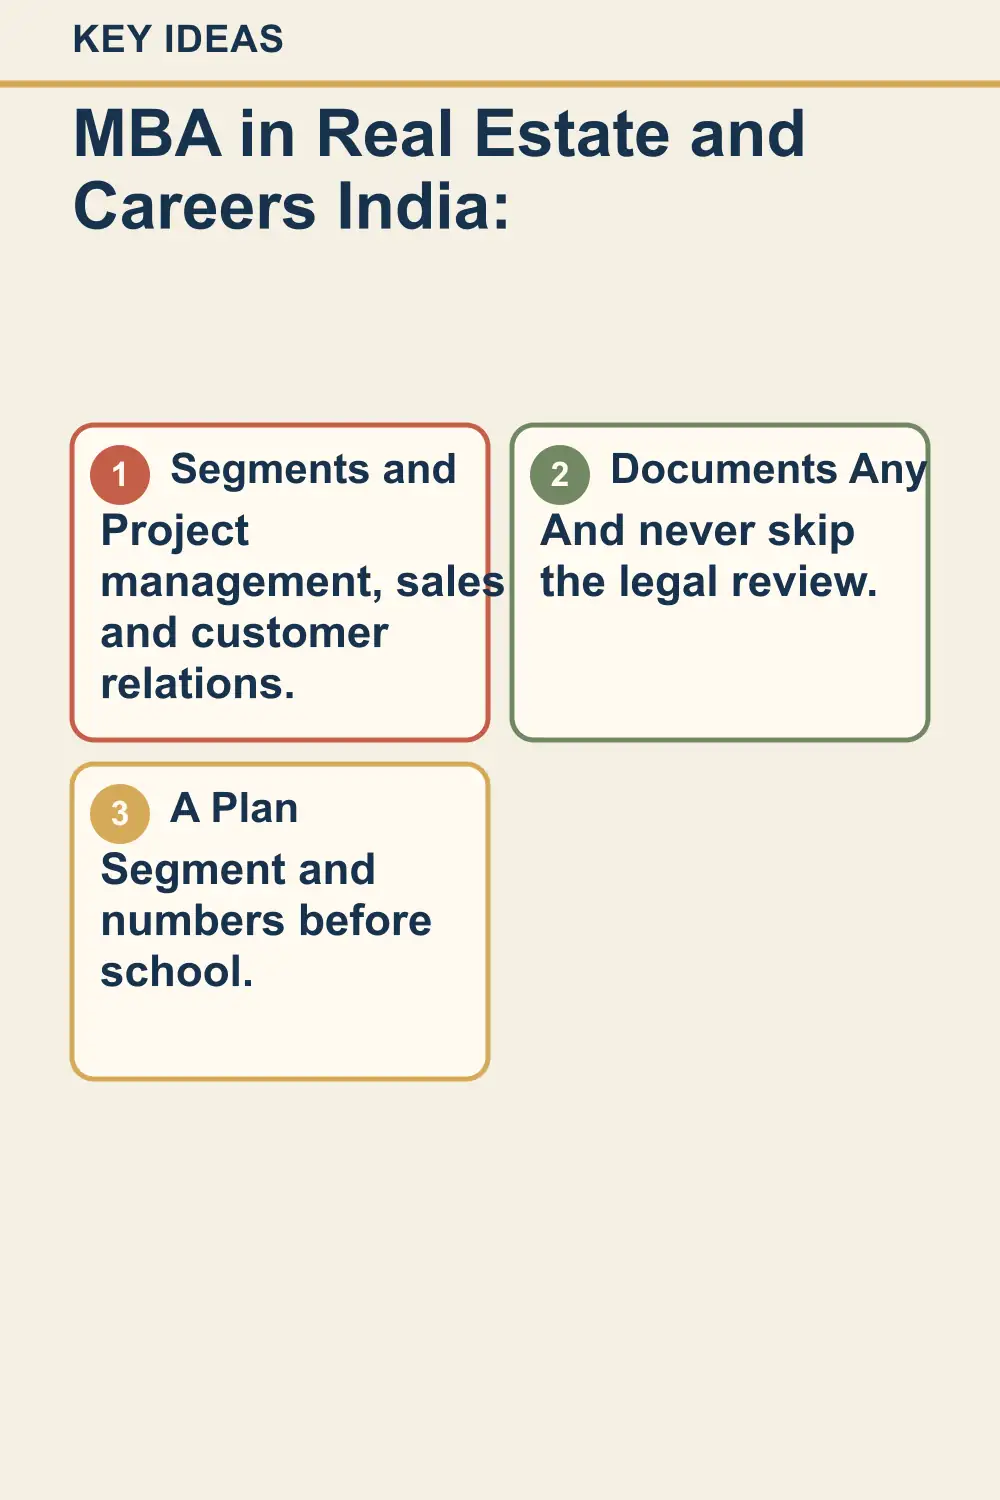 KEY IDEAS
MBA in Real Estate and
Careers India:
1 Segments and
Project
management, sales
and customer
relations.
2 Documents Any
And never skip
the legal review.
3 A Plan
Segment and
numbers before
school.